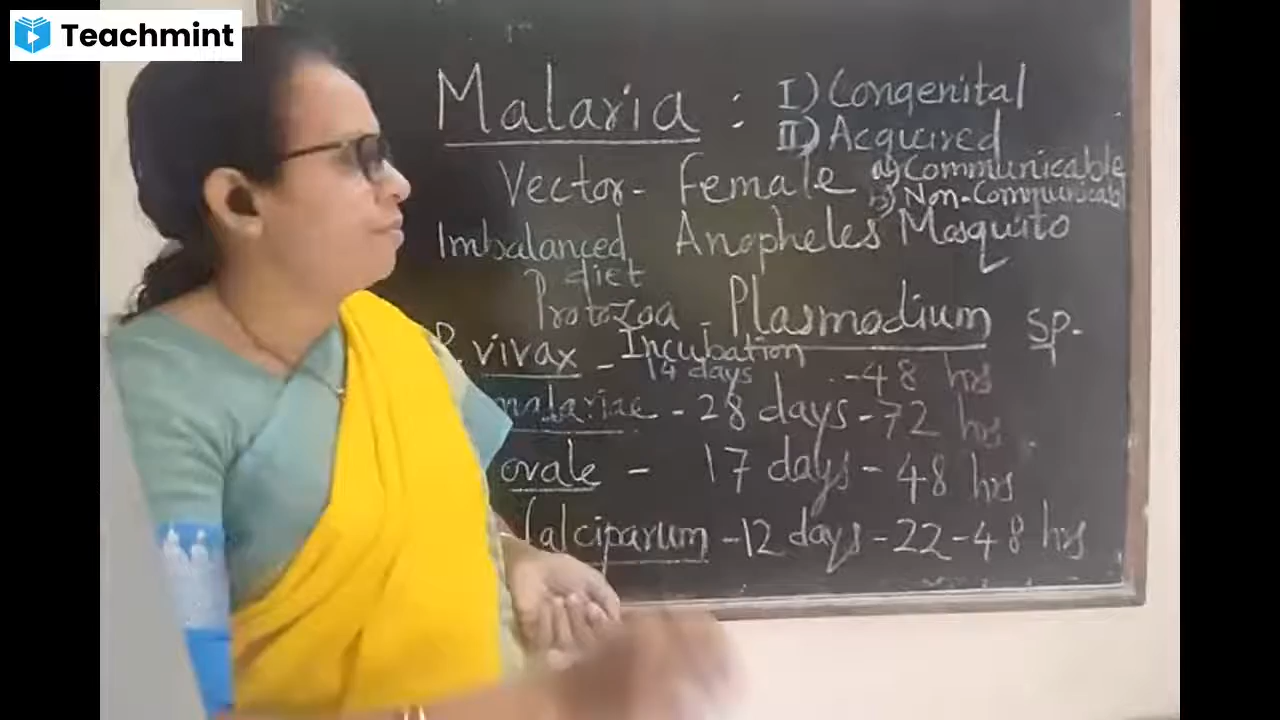 Teachmint
Malaria : I) Congenital
II) Acquired
a) Communicable
Vector - Female b) Non-Communicabl
Imbalanced Anopheles Mosquito
diet
Protozoa - Plasmodium sp.
P. vivax - Incubation
14 days - 48 hrs
malariae - 28 days - 72 hrs
ovale - 17 days - 48 hrs
falciparum - 12 days - 22 - 48 hrs